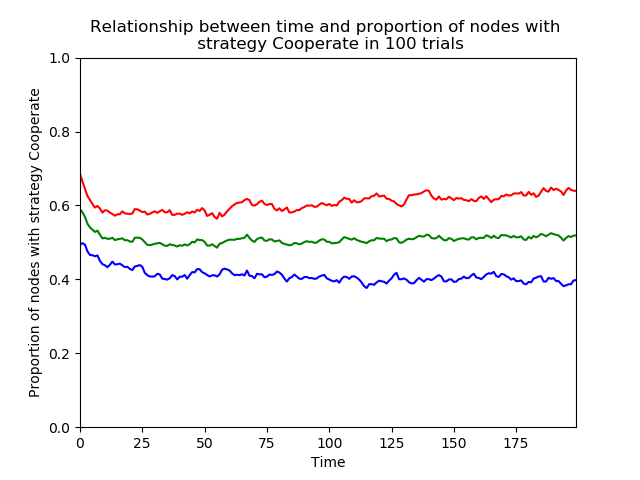 Relationship between time and proportion of nodes with
strategy Cooperate in 100 trials
Proportion of nodes with strategy Cooperate
1.0
0.8
0.6
0.4
0.2
0.0
0 25 50 75 100 125 150 175
Time